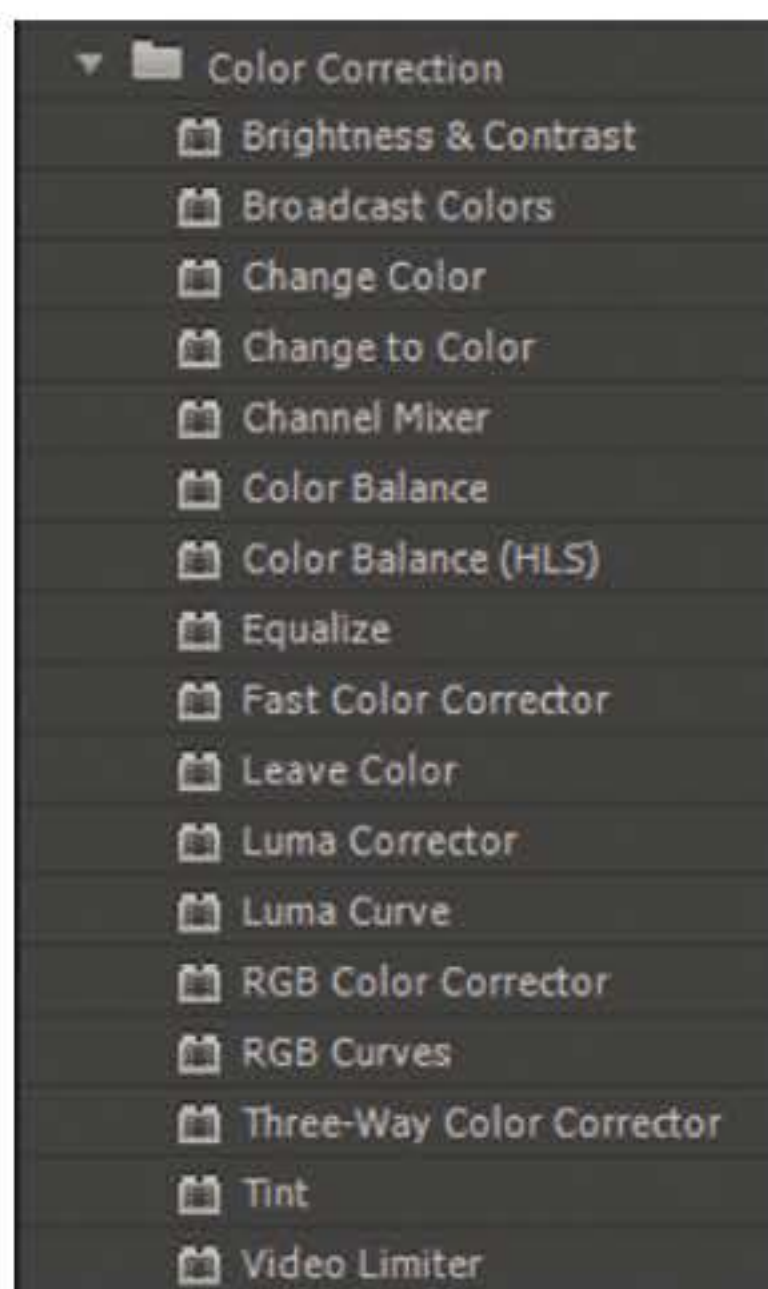 Color Correction
Brightness & Contrast
Broadcast Colors
Change Color
Change to Color
Channel Mixer
Color Balance
Color Balance (HLS)
Equalize
Fast Color Corrector
Leave Color
Luma Corrector
Luma Curve
RGB Color Corrector
RGB Curves
Three-Way Color Corrector
Tint
Video Limiter